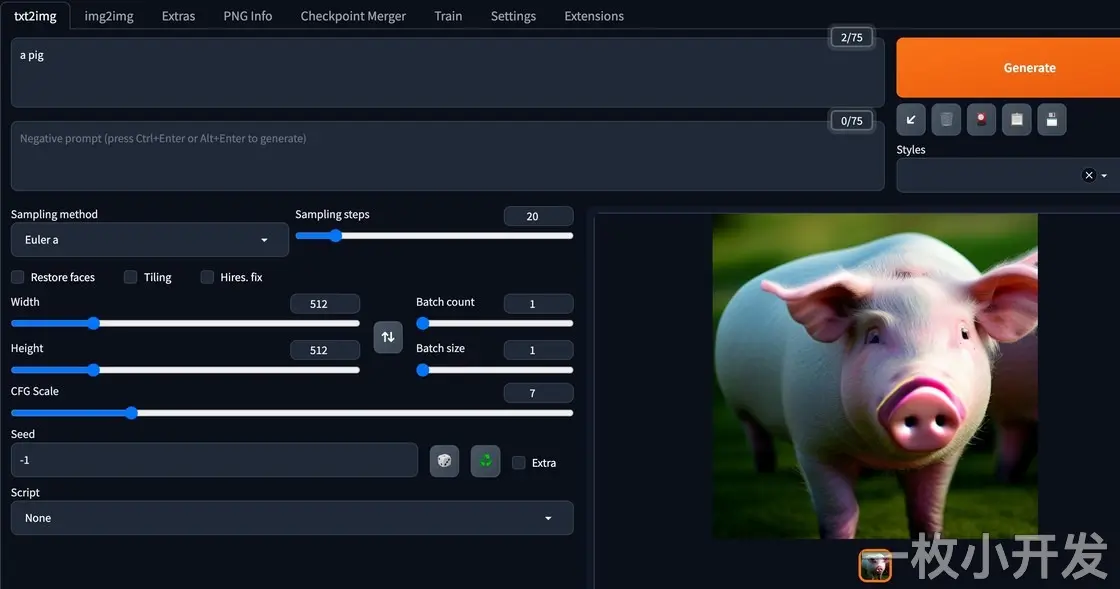 txt2img img2img Extras PNG Info Checkpoint Merger Train Settings Extensions
2/75
a pig
Generate
0/75
Negative prompt (press Ctrl+Enter or Alt+Enter to generate)
Styles
Sampling method
Euler a
Sampling steps
20
Restore faces Tiling Hires. fix
Width
512
Batch count
1
Height
512
Batch size
1
CFG Scale
7
Seed
-1
Extra
Script
None
一枚小开发